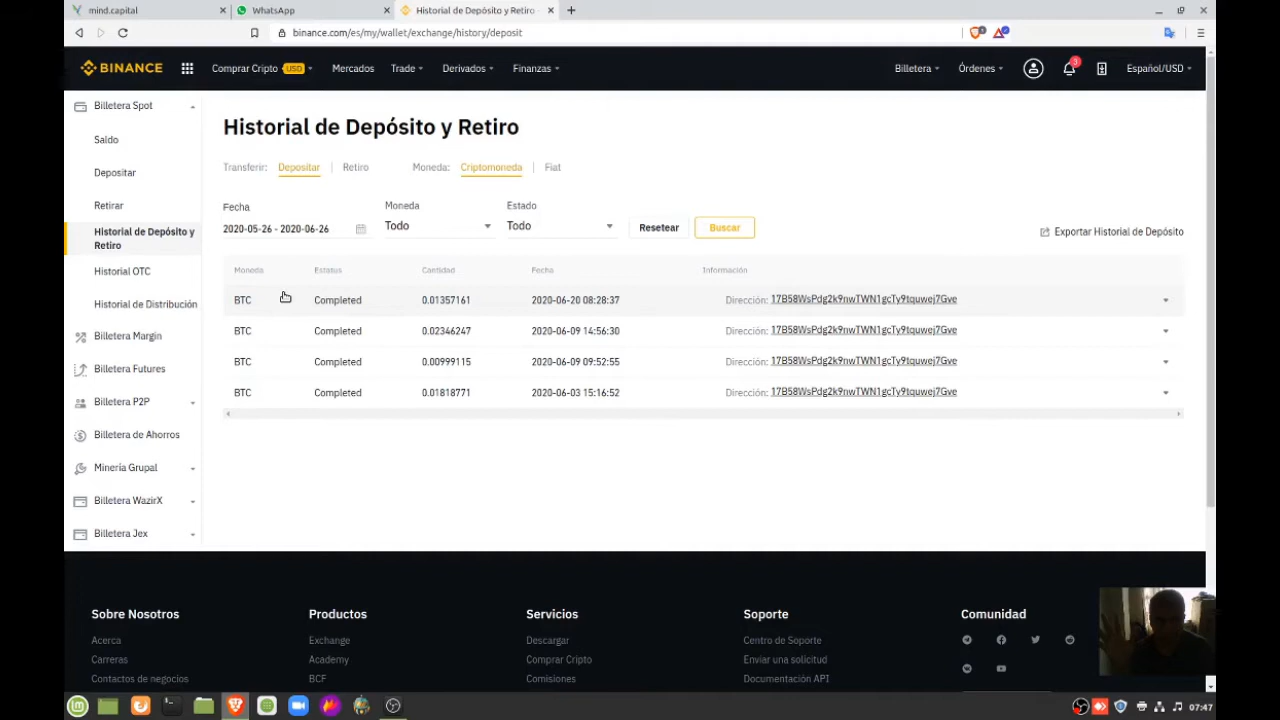 mind.capital
WhatsApp
Historial de Depósito y Retiro -
binance.com/es/my/wallet/exchange/history/deposit
BINANCE
Comprar Cripto USD
Mercados
Trade
Derivados
Finanzas
Billetera
Órdenes
3
Español/USD
Billetera Spot
Saldo
Depositar
Retirar
Historial de Depósito y
Retiro
Historial OTC
Historial de Distribución
Billetera Margin
Billetera Futures
Billetera P2P
Billetera de Ahorros
Minería Grupal
Billetera WazirX
Billetera Jex
Historial de Depósito y Retiro
Transferir: Depositar | Retiro Moneda: Criptomoneda | Fiat
Fecha Moneda Estado
2020-05-26 - 2020-06-26 Todo Todo Resetear Buscar
Exportar Historial de Depósito
Moneda Estatus Cantidad Fecha Información
BTC Completed 0.01357161 2020-06-20 08:28:37 Dirección: 17B58WsPdg2k9nwTWN1gcTy9tquwej7Gve
BTC Completed 0.02346247 2020-06-09 14:56:30 Dirección: 17B58WsPdg2k9nwTWN1gcTy9tquwej7Gve
BTC Completed 0.00999115 2020-06-09 09:52:55 Dirección: 17B58WsPdg2k9nwTWN1gcTy9tquwej7Gve
BTC Completed 0.01818771 2020-06-03 15:16:52 Dirección: 17B58WsPdg2k9nwTWN1gcTy9tquwej7Gve
Sobre Nosotros
Acerca
Carreras
Contactos de negocios
Productos
Exchange
Academy
BCF
Servicios
Descargar
Comprar Cripto
Comisiones
Soporte
Centro de Soporte
Enviar una solicitud
Documentación API
Comunidad
07:47